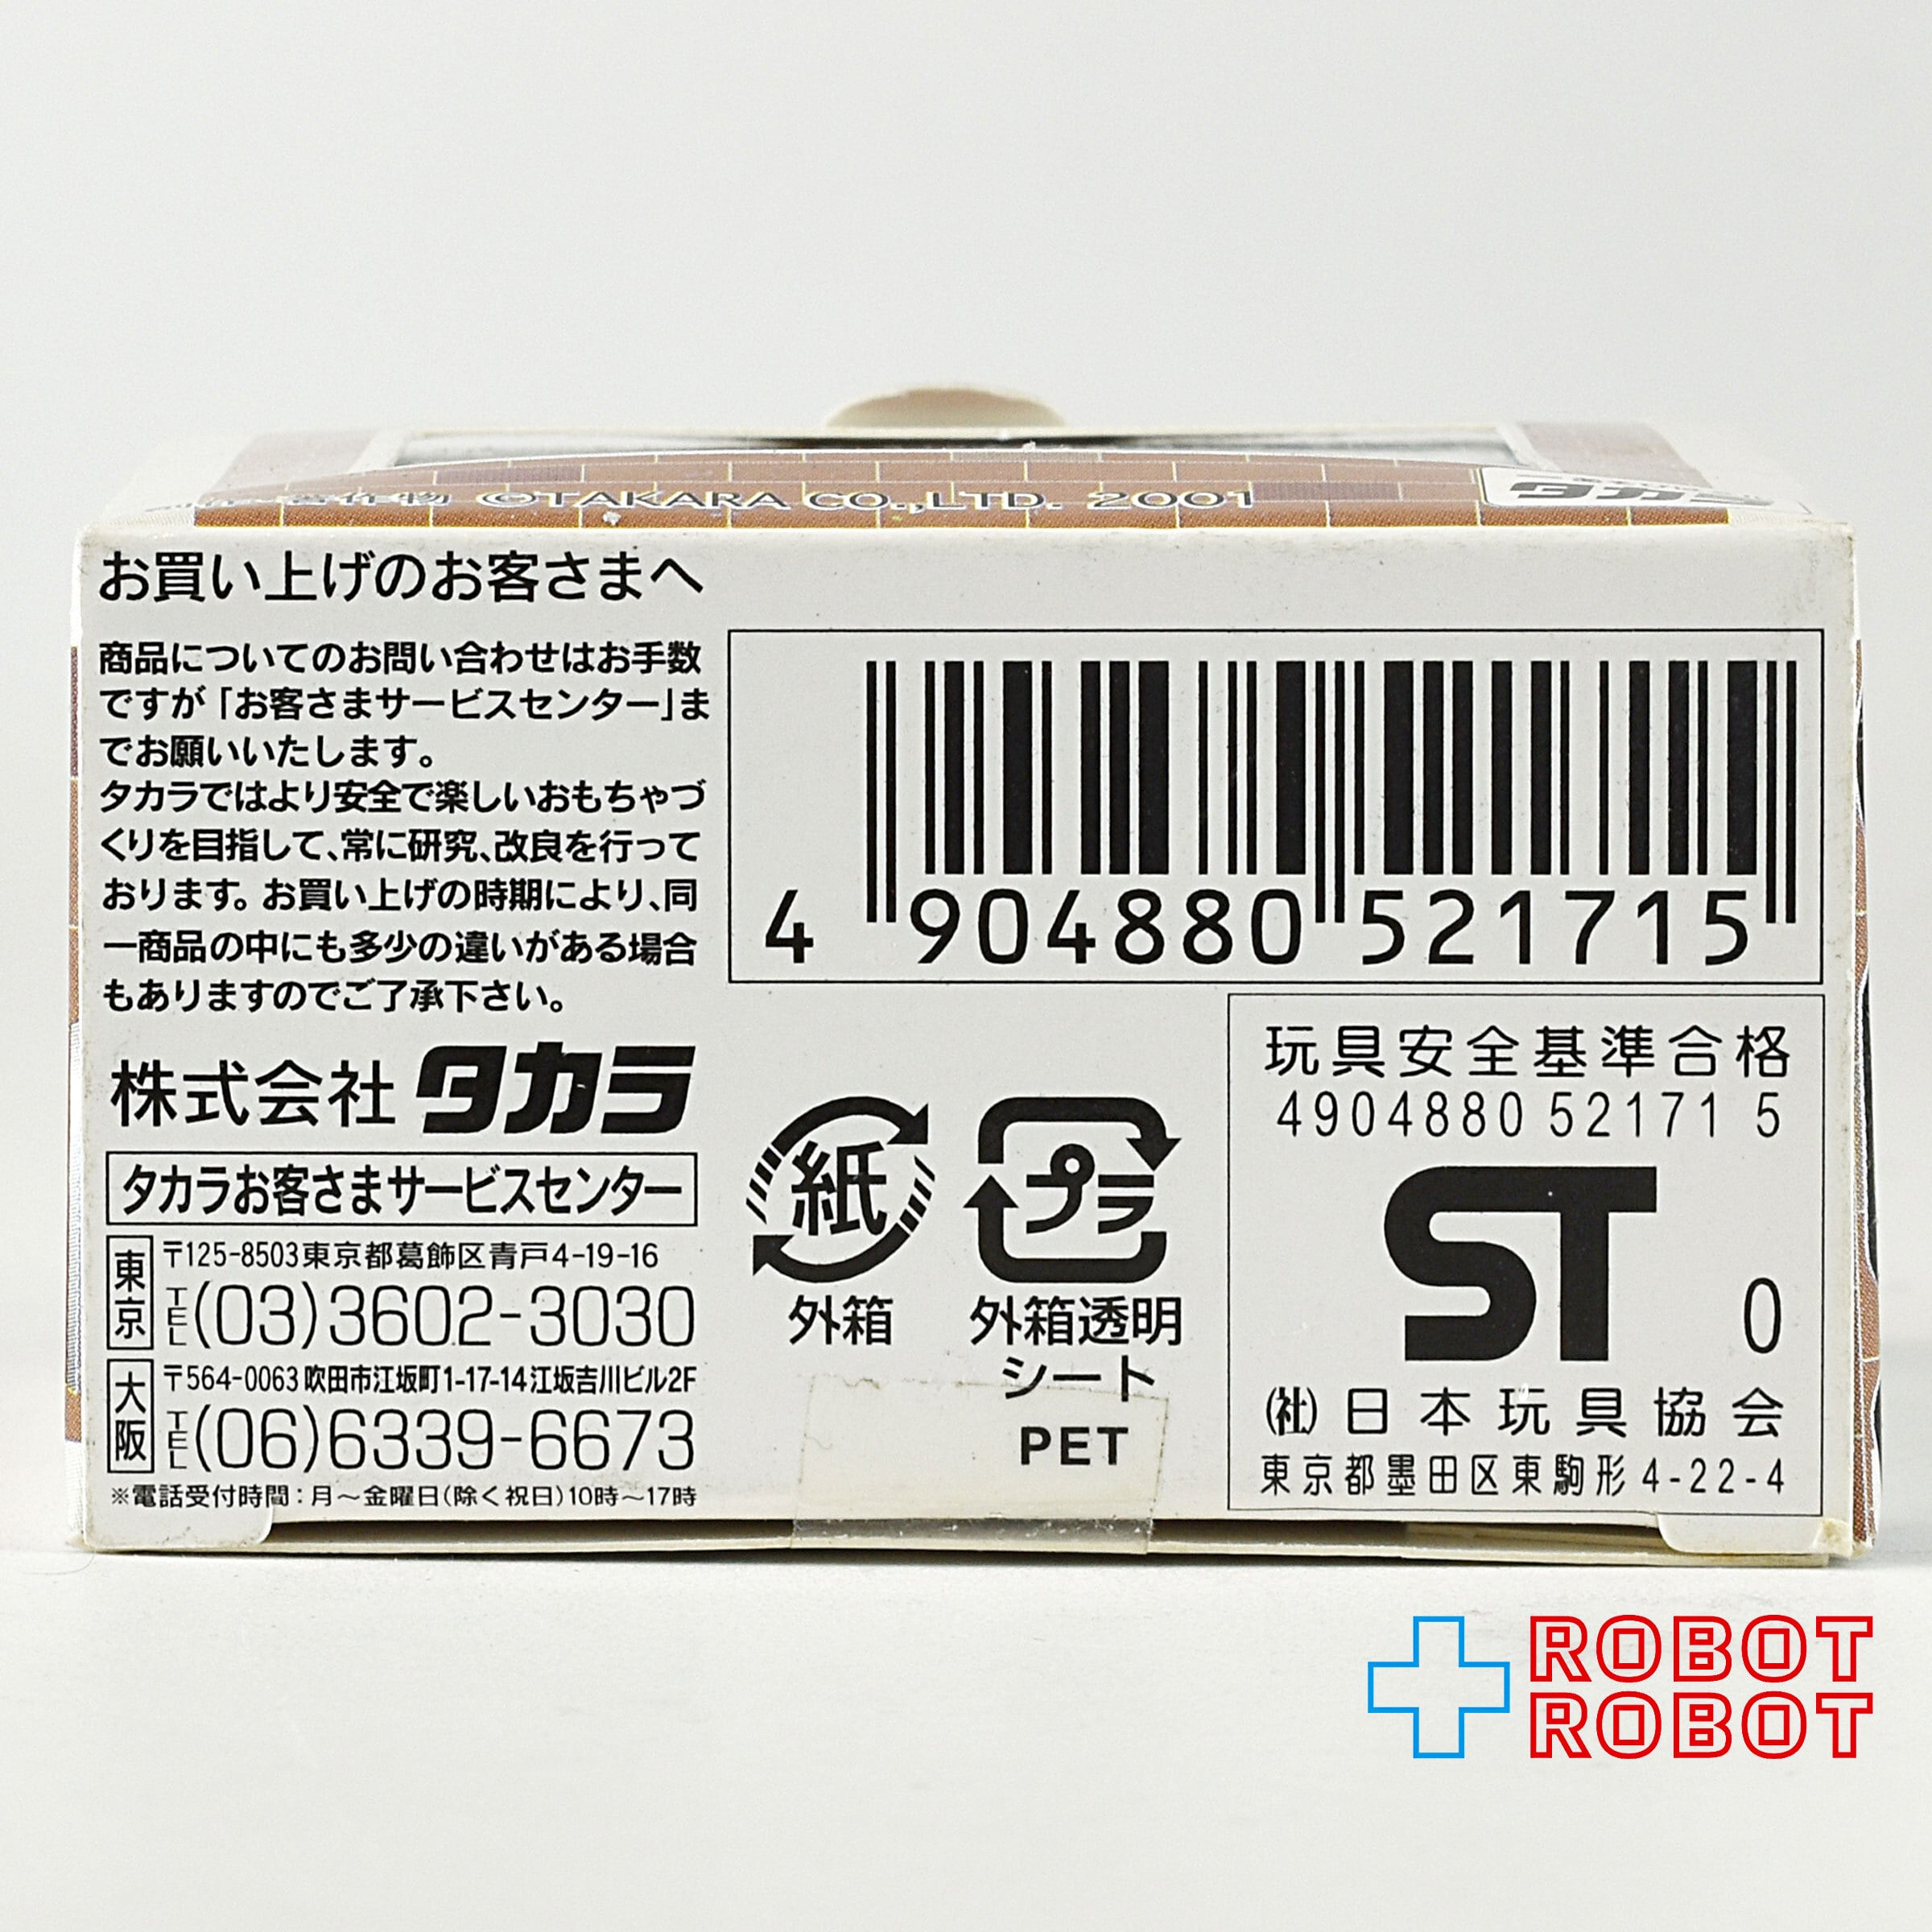 ©TAKARA CO.,LTD. 2001
タカラ
お買い上げのお客さまへ
商品についてのお問い合わせはお手数
ですが「お客さまサービスセンター」ま
でお願いいたします。
タカラではより安全で楽しいおもちゃづ
くりを目指して、常に研究、改良を行って
おります。お買い上げの時期により、同
一商品の中にも多少の違いがある場合
もありますのでご了承下さい。
株式会社タカラ
タカラお客さまサービスセンター
東京 〒125-8503東京都葛飾区青戸4-19-16
TEL(03)3602-3030
大阪 〒564-0063吹田市江坂町1-17-14江坂吉川ビル2F
TEL(06)6339-6673
※電話受付時間:月〜金曜日(除く祝日)10時〜17時
4 904880 521715
紙
外箱
プラ
外箱透明
シート
PET
玩具安全基準合格
4904880 52171 5
ST 0
(社)日本玩具協会
東京都墨田区東駒形4-22-4
ROBOT
ROBOT